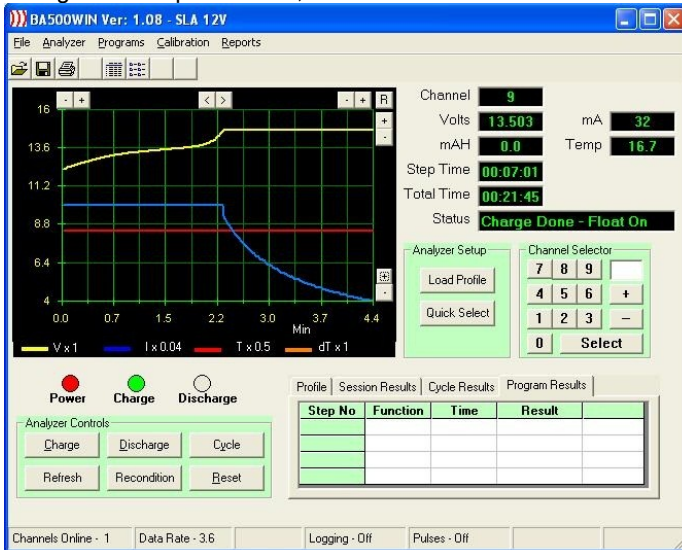 BA500WIN Ver: 1.08 - SLA 12V
File Analyzer Programs Calibration Reports
- + < > - + R
+
-
16
13.6
11.2
8.8
6.4
4
0.0 0.7 1.5 2.2 3.0 3.7 4.4
Min
V x 1 I x 0.04 T x 0.5 dT x 1
Channel 9
Volts 13.503 mA 32
mAH 0.0 Temp 16.7
Step Time 00:07:01
Total Time 00:21:45
Status Charge Done - Float On
Analyzer Setup
Load Profile
Quick Select
Channel Selector
7 8 9
4 5 6 +
1 2 3 -
0 Select
Power Charge Discharge
Analyzer Controls
Charge Discharge Cycle
Refresh Recondition Reset
Profile Session Results Cycle Results Program Results
Step No Function Time Result
Channels Online - 1 Data Rate - 3.6 Logging - Off Pulses - Off